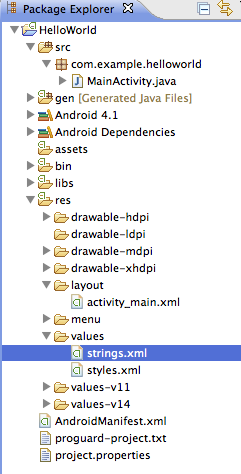 Package Explorer
HelloWorld
src
com.example.helloworld
MainActivity.java
gen [Generated Java Files]
Android 4.1
Android Dependencies
assets
bin
libs
res
drawable-hdpi
drawable-ldpi
drawable-mdpi
drawable-xhdpi
layout
activity_main.xml
menu
values
strings.xml
styles.xml
values-v11
values-v14
AndroidManifest.xml
proguard-project.txt
project.properties